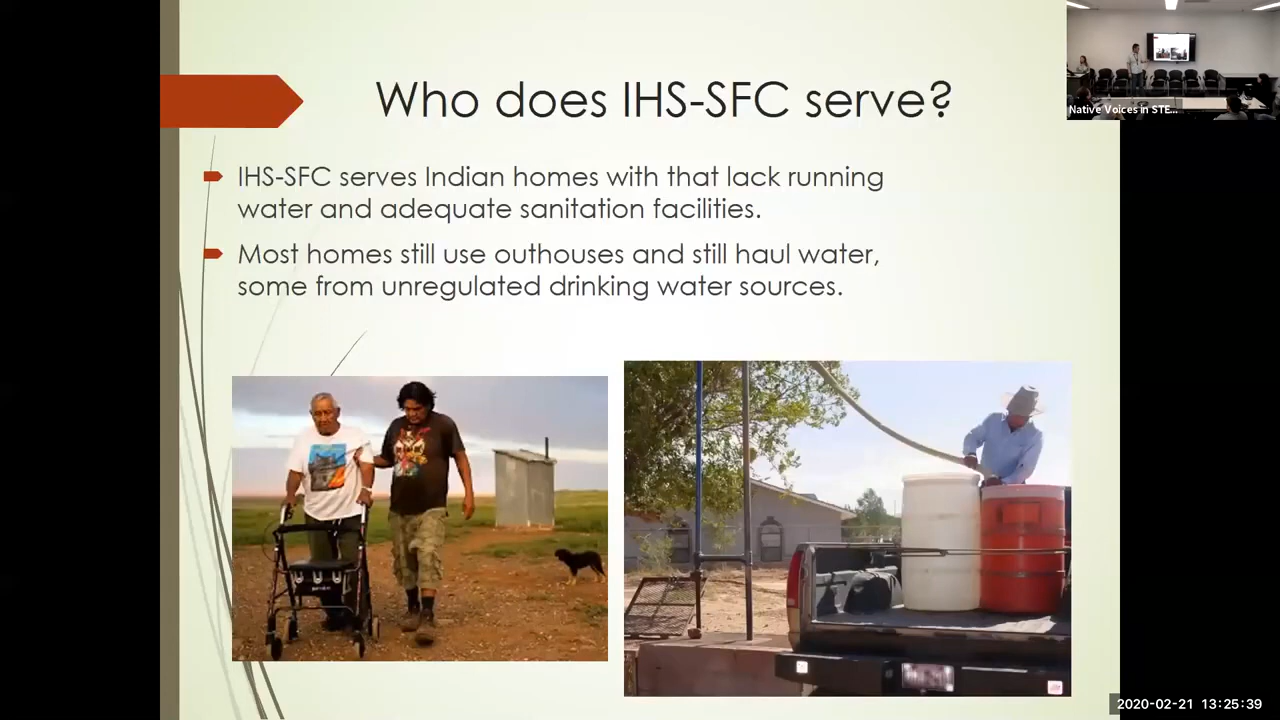 Who does IHS-SFC serve?
Native Voices in STE...
IHS-SFC serves Indian homes with that lack running
water and adequate sanitation facilities.
Most homes still use outhouses and still haul water,
some from unregulated drinking water sources.
2020-02-21 13:25:39